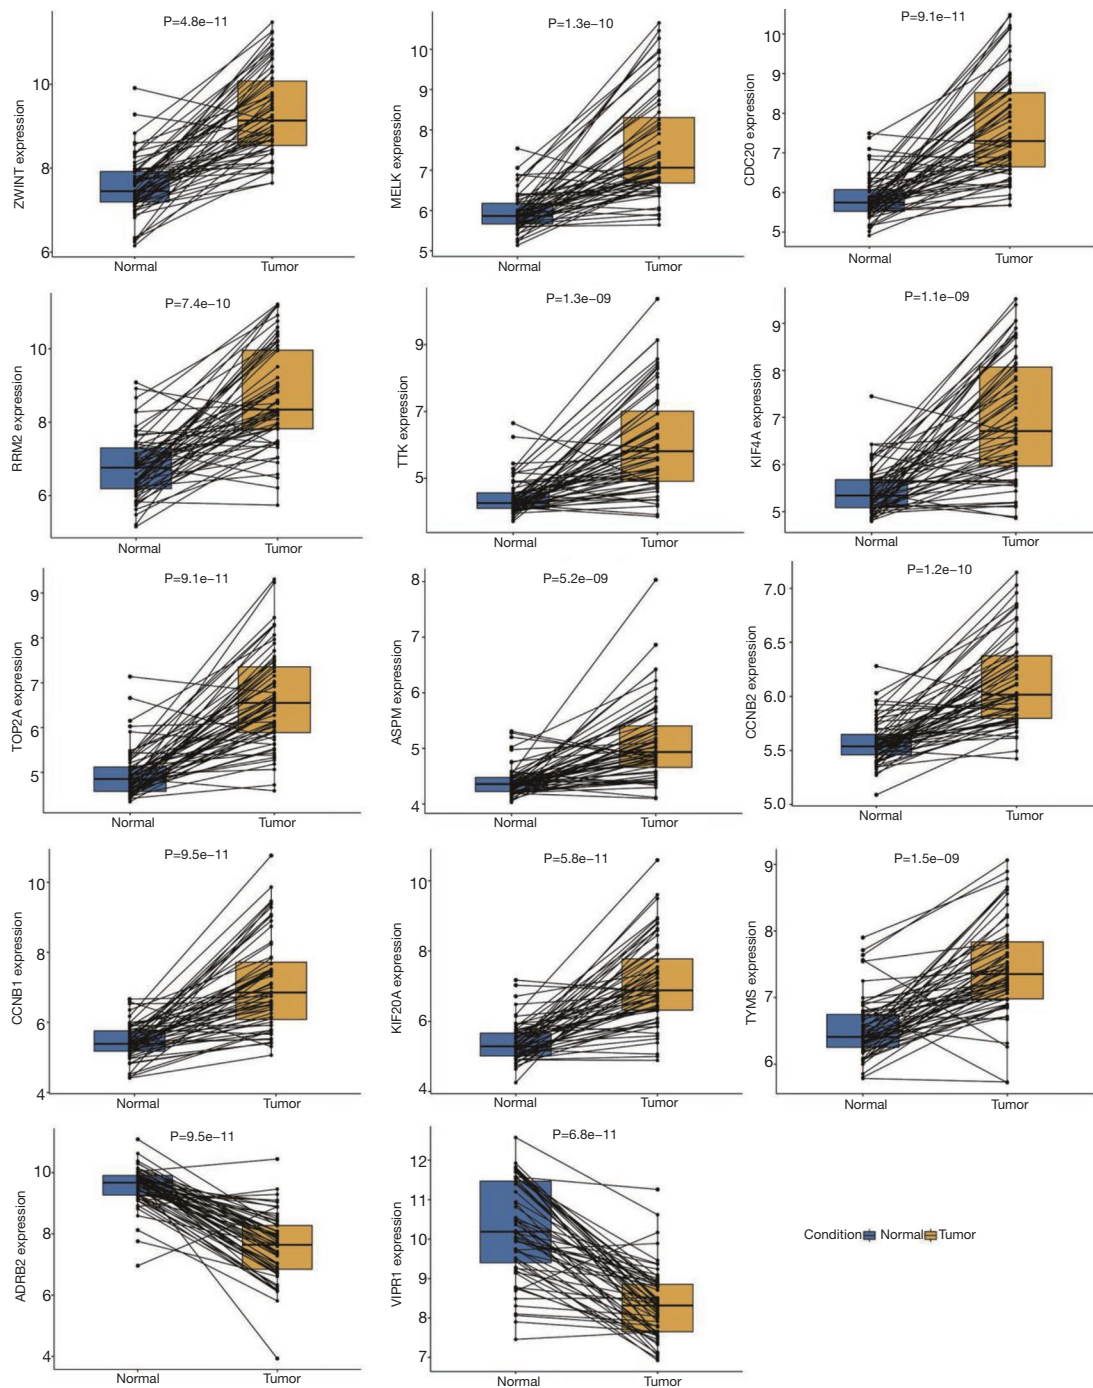 P=4.8e−11
ZWINT expression
10
8
6
Normal Tumor
P=1.3e−10
MELK expression
10
9
8
7
6
5
Normal Tumor
P=9.1e−11
CDC20 expression
10
9
8
7
6
5
Normal Tumor
P=7.4e−10
RRM2 expression
10
8
6
Normal Tumor
P=1.3e−09
TTK expression
9
7
5
Normal Tumor
P=1.1e−09
KIF4A expression
9
8
7
6
5
Normal Tumor
P=9.1e−11
TOP2A expression
9
8
7
6
5
Normal Tumor
P=5.2e−09
ASPM expression
8
7
6
5
4
Normal Tumor
P=1.2e−10
CCNB2 expression
7.0
6.5
6.0
5.5
5.0
Normal Tumor
P=9.5e−11
CCNB1 expression
10
8
6
4
Normal Tumor
P=5.8e−11
KIF20A expression
10
8
6
4
Normal Tumor
P=1.5e−09
TYMS expression
9
8
7
6
Normal Tumor
P=9.5e−11
ADRB2 expression
10
8
6
4
Normal Tumor
P=6.8e−11
VIPR1 expression
12
11
10
9
8
7
Normal Tumor
Condition Normal Tumor